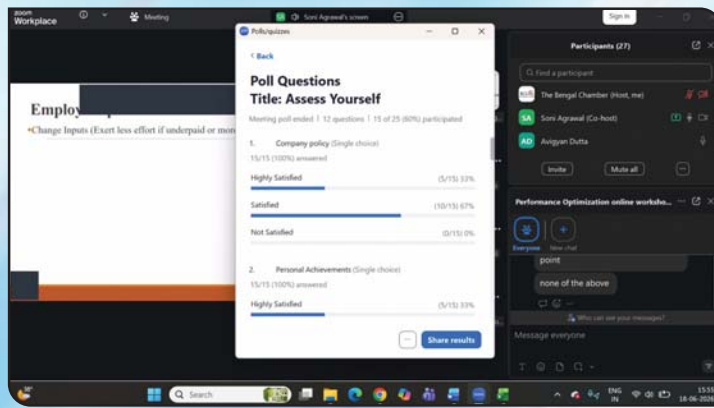 zoom
Workplace
Meeting
SA Soni Agrawal's screen
Sign in
Employ
•Change Inputs (Exert less effort if underpaid or mor
Polls/quizzes
< Back
Poll Questions
Title: Assess Yourself
Meeting poll ended | 12 questions | 15 of 25 (60%) participated
1. Company policy (Single choice)
15/15 (100%) answered
Highly Satisfied (5/15) 33%
Satisfied (10/15) 67%
Not Satisfied (0/15) 0%
2. Personal Achievements (Single choice)
15/15 (100%) answered
Highly Satisfied (5/15) 33%
Share results
Participants (27)
Find a participant
The Bengal Chamber (Host, me)
SA Soni Agrawal (Co-host)
AD Avigyan Dutta
Invite
Mute all
Performance Optimization online worksho...
Everyone
New chat
point
none of the above
Who can see your messages?
Message everyone
Search
ENG
IN
15:55
18-06-2026